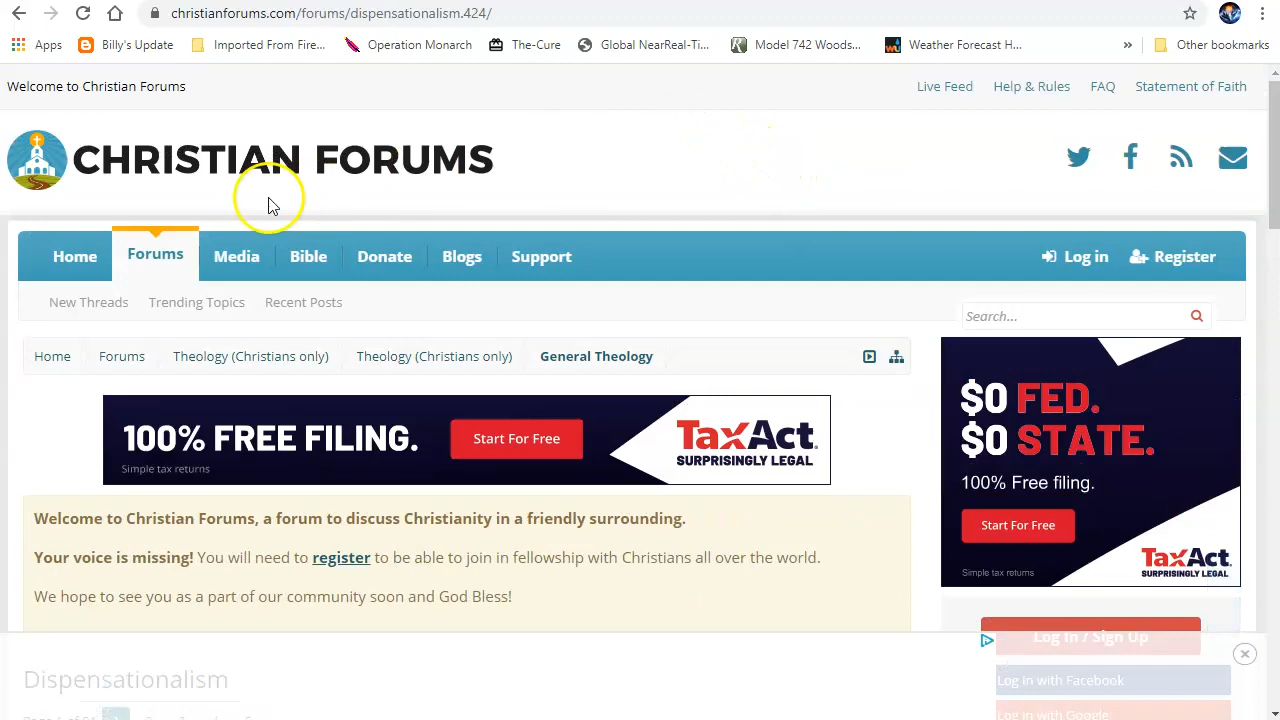 christianforums.com/forums/dispensationalism.424/
Apps Billy's Update Imported From Fire... Operation Monarch The-Cure Global NearReal-Ti... Model 742 Woods... Weather Forecast H... » Other bookmarks
Welcome to Christian Forums Live Feed Help & Rules FAQ Statement of Faith
CHRISTIAN FORUMS
Home Forums Media Bible Donate Blogs Support Log in Register
New Threads Trending Topics Recent Posts
Search...
Home Forums Theology (Christians only) Theology (Christians only) General Theology
100% FREE FILING.
Simple tax returns
Start For Free
TaxAct
SURPRISINGLY LEGAL
$0 FED.
$0 STATE.
100% Free filing.
Start For Free
Simple tax returns
TaxAct
SURPRISINGLY LEGAL
Welcome to Christian Forums, a forum to discuss Christianity in a friendly surrounding.
Your voice is missing! You will need to register to be able to join in fellowship with Christians all over the world.
We hope to see you as a part of our community soon and God Bless!
Log In / Sign Up
Log in with Facebook
Log in with Google
Dispensationalism